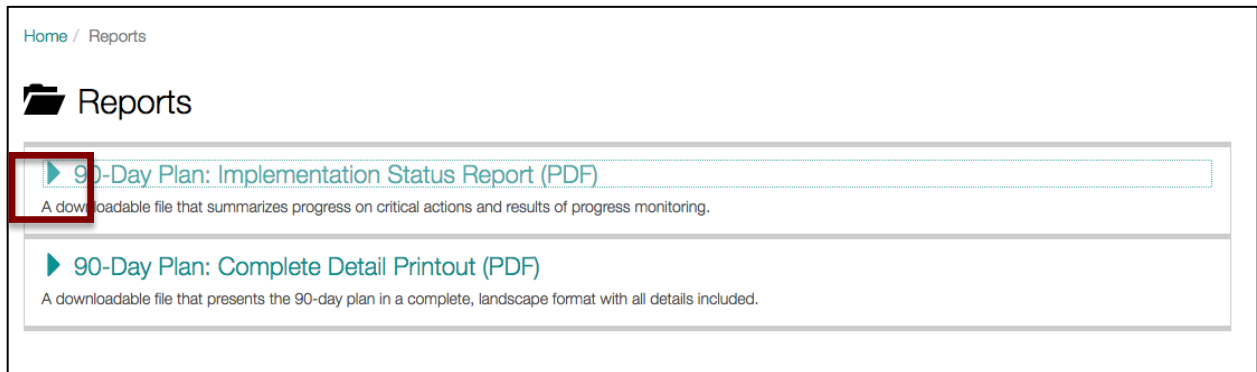 Home / Reports
Reports
90-Day Plan: Implementation Status Report (PDF)
A downloadable file that summarizes progress on critical actions and results of progress monitoring.
90-Day Plan: Complete Detail Printout (PDF)
A downloadable file that presents the 90-day plan in a complete, landscape format with all details included.